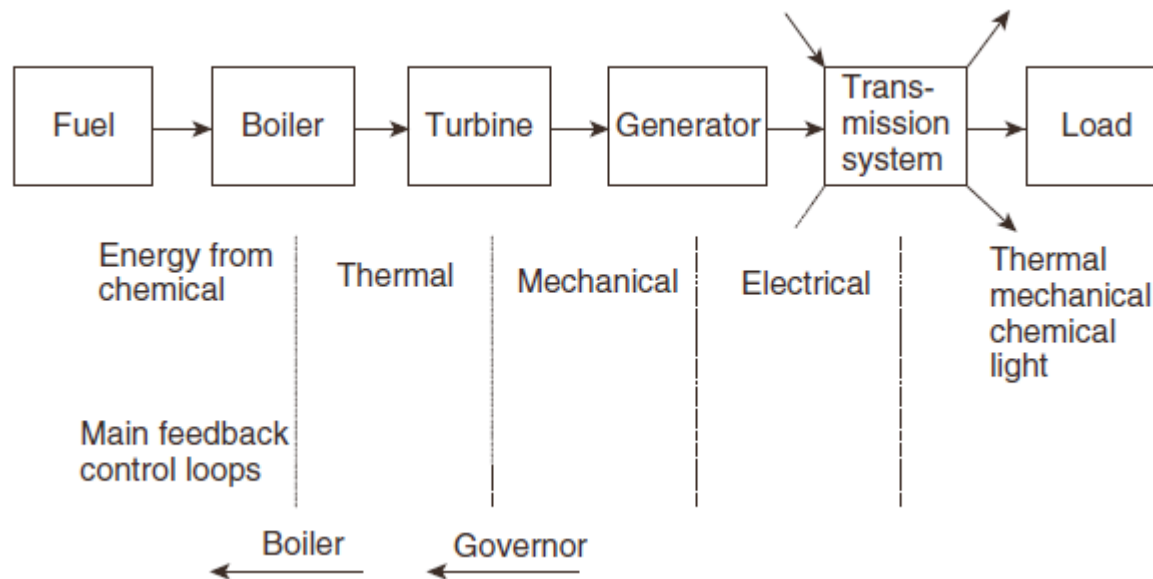 Fuel
Boiler
Turbine
Generator
Trans-
mission
system
Load
Energy from
chemical
Thermal
Mechanical
Electrical
Thermal
mechanical
chemical
light
Main feedback
control loops
Boiler
Governor